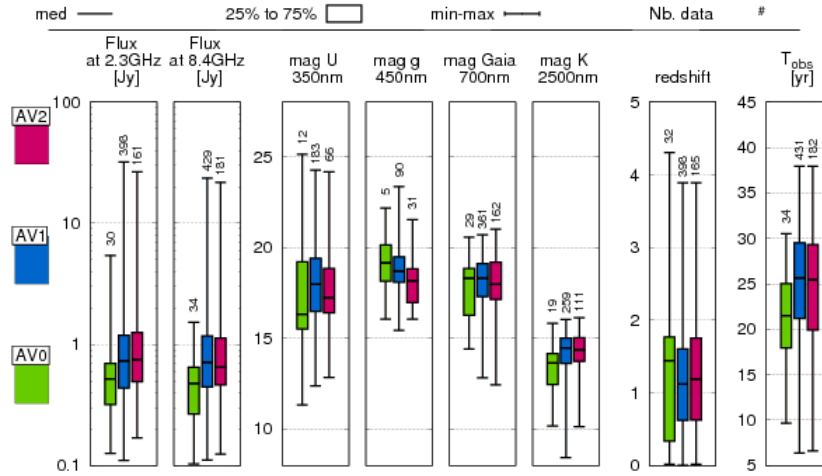 med 25% to 75% min-max Nb. data #
Flux at 2.3GHz [Jy]
Flux at 8.4GHz [Jy]
mag U 350nm
mag g 450nm
mag Gaia 700nm
mag K 2500nm
redshift
T_obs [yr]
AV2
AV1
AV0
100
10
1
0.1
30 398 161
34 429 181
25
20
15
10
12 183 66
5 90 31
29 361 162
19 259 111
5
4
3
2
1
0
32 398 165
45
40
35
30
25
20
15
10
5
34 431 182